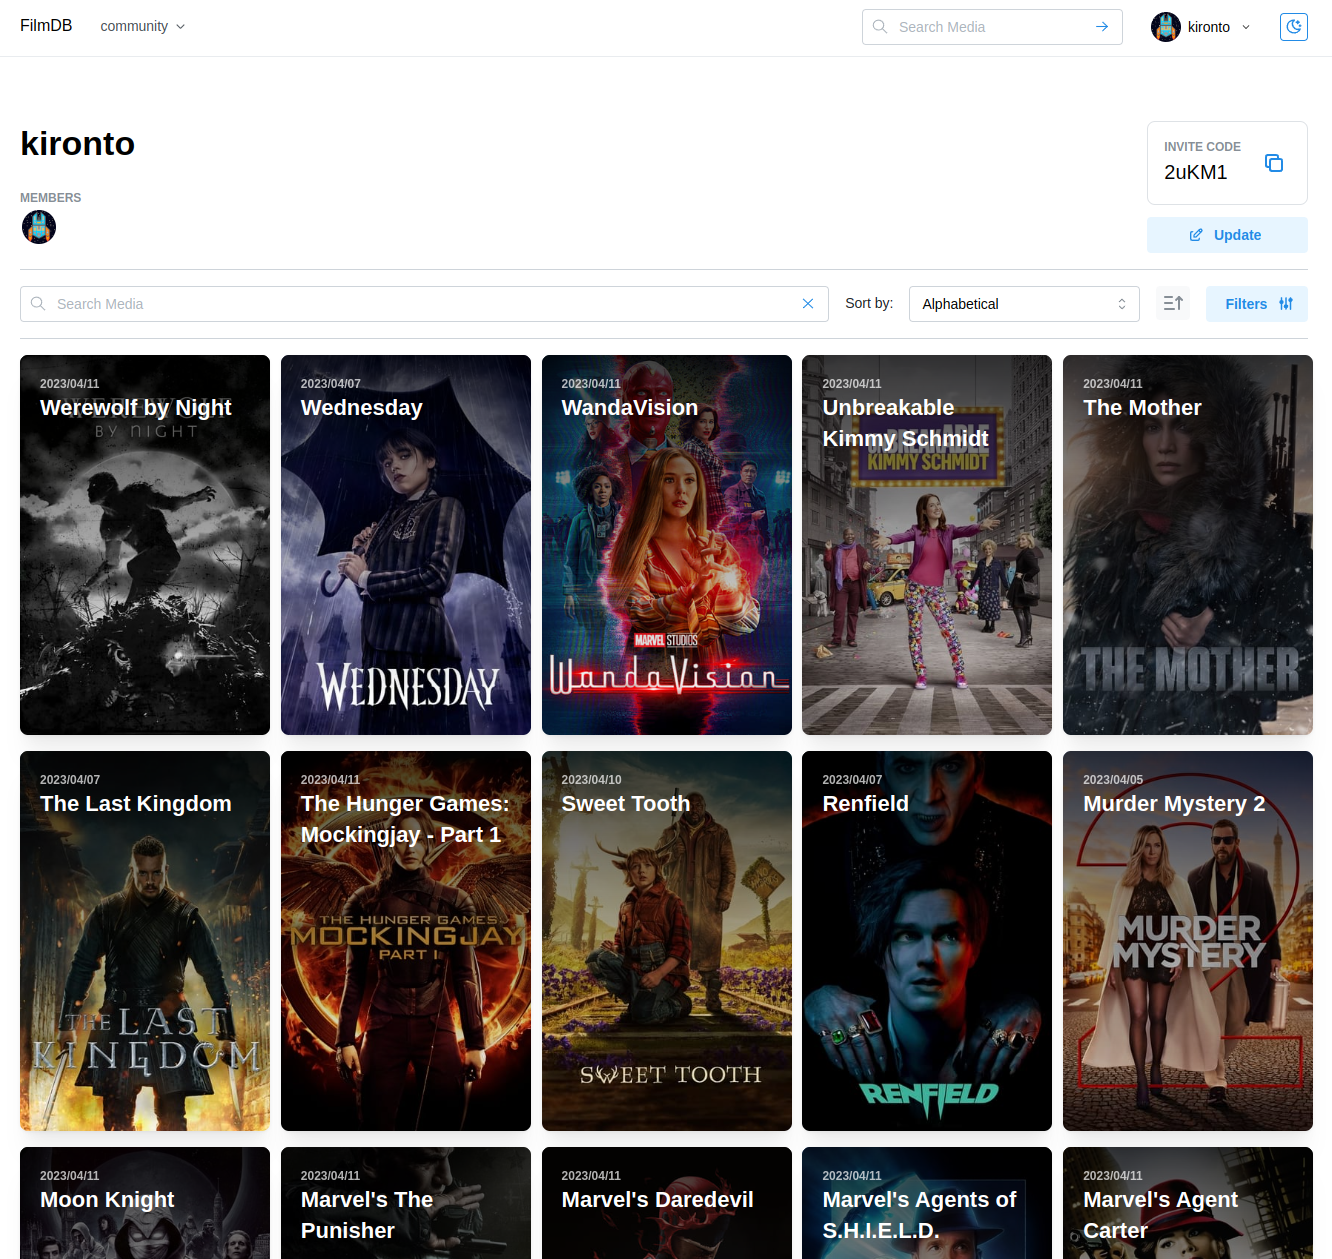 FilmDB
community
Search Media
kironto
kironto
INVITE CODE
2uKM1
MEMBERS
Update
Search Media
Sort by:
Alphabetical
Filters
2023/04/11
Werewolf by Night
BY NIGHT
2023/04/07
Wednesday
WEDNESDAY
2023/04/11
WandaVision
MARVEL STUDIOS
WandaVision
2023/04/11
Unbreakable
Kimmy Schmidt
UNBREAKABLE
KIMMY SCHMIDT
2023/04/11
The Mother
THE MOTHER
2023/04/07
The Last Kingdom
THE LAST
KINGDOM
2023/04/11
The Hunger Games:
Mockingjay - Part 1
THE HUNGER GAMES
MOCKINGJAY
PART 1
2023/04/10
Sweet Tooth
SWEET TOOTH
2023/04/07
Renfield
RENFIELD
2023/04/05
Murder Mystery 2
MURDER
MYSTERY
2
2023/04/11
Moon Knight
2023/04/11
Marvel's The
Punisher
2023/04/11
Marvel's Daredevil
2023/04/11
Marvel's Agents of
S.H.I.E.L.D.
2023/04/11
Marvel's Agent
Carter